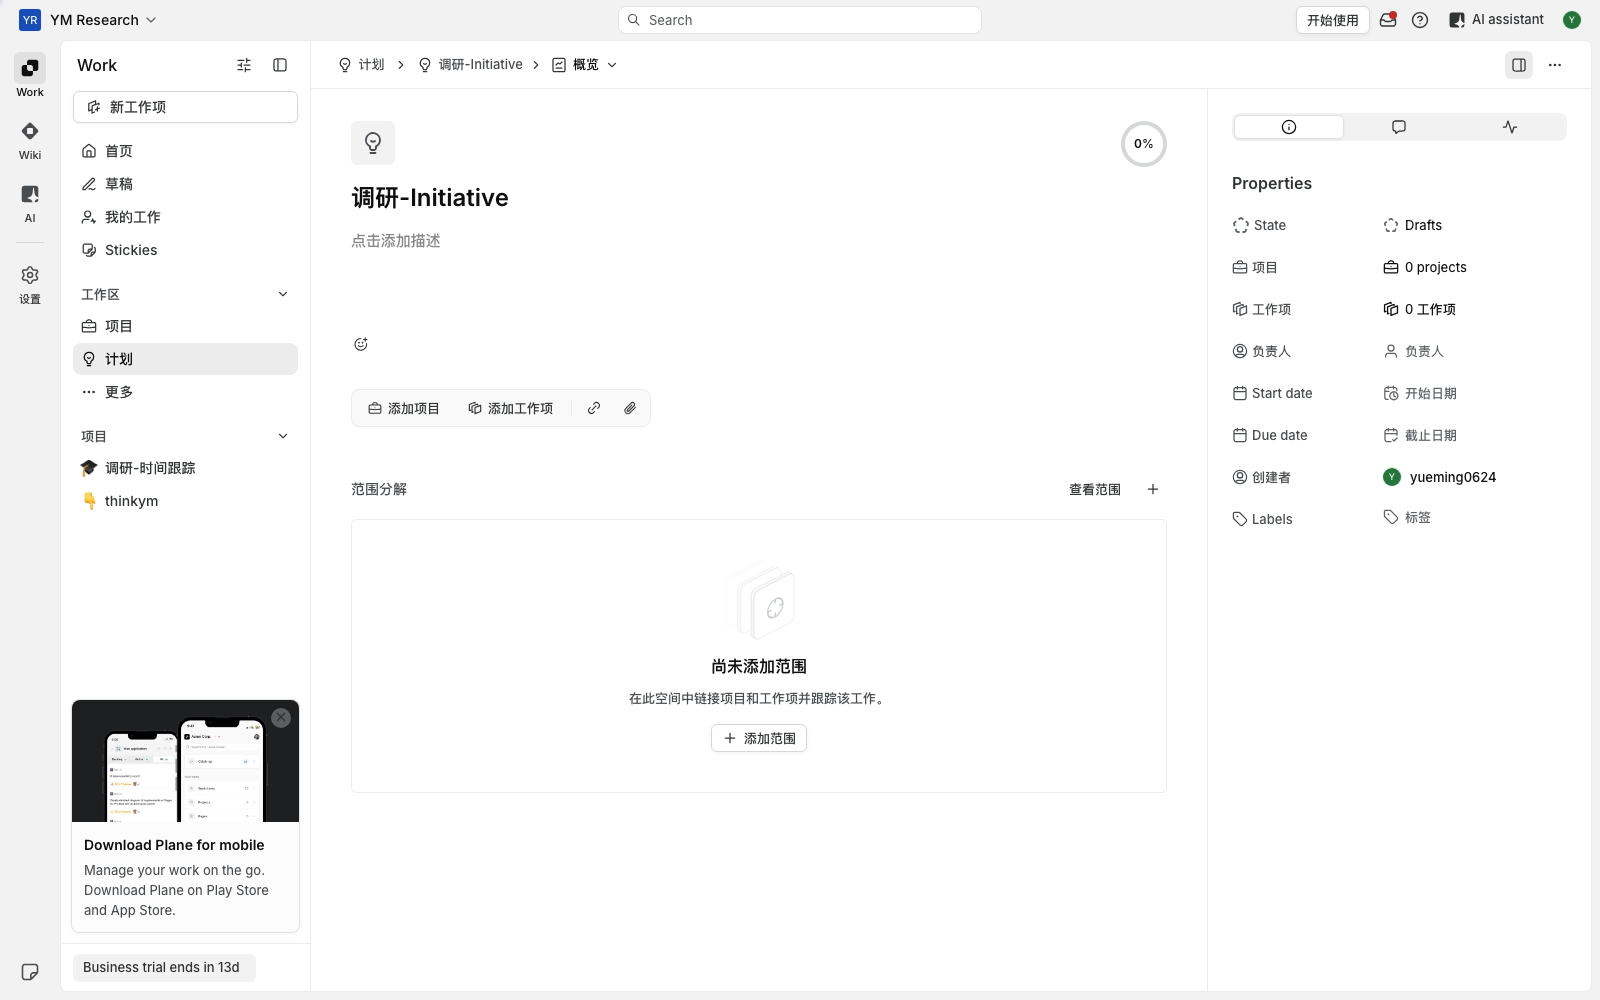 YR YM Research
Search
开始使用
AI assistant
Y
Work
Wiki
AI
设置
Work
新工作项
首页
草稿
我的工作
Stickies
工作区
项目
计划
更多
项目
调研-时间跟踪
thinkym
Download Plane for mobile
Manage your work on the go.
Download Plane on Play Store
and App Store.
Business trial ends in 13d
计划 调研-Initiative 概览
0%
调研-Initiative
点击添加描述
添加项目 添加工作项
范围分解 查看范围
尚未添加范围
在此空间中链接项目和工作项并跟踪该工作。
添加范围
Properties
State Drafts
项目 0 projects
工作项 0 工作项
负责人 负责人
Start date 开始日期
Due date 截止日期
创建者 Y yueming0624
Labels 标签